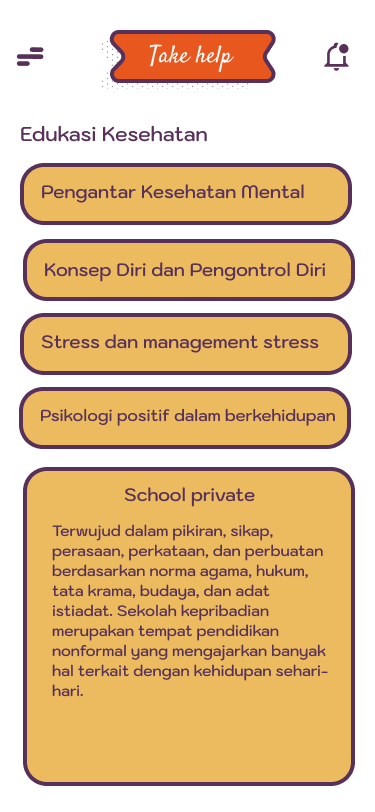 Take help
Edukasi Kesehatan
Pengantar Kesehatan Mental
Konsep Diri dan Pengontrol Diri
Stress dan management stress
Psikologi positif dalam berkehidupan
School private
Terwujud dalam pikiran, sikap,
perasaan, perkataan, dan perbuatan
berdasarkan norma agama, hukum,
tata krama, budaya, dan adat
istiadat. Sekolah kepribadian
merupakan tempat pendidikan
nonformal yang mengajarkan banyak
hal terkait dengan kehidupan sehari-
hari.